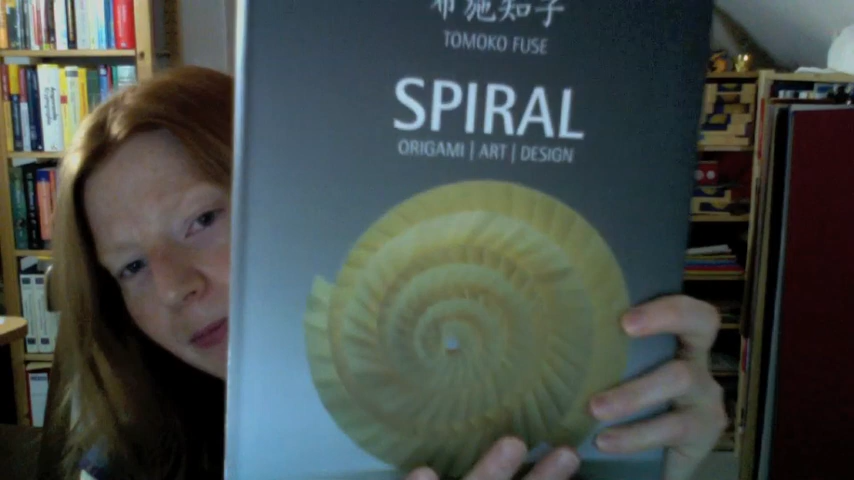 布施知子
TOMOKO FUSE
SPIRAL
ORIGAMI | ART | DESIGN